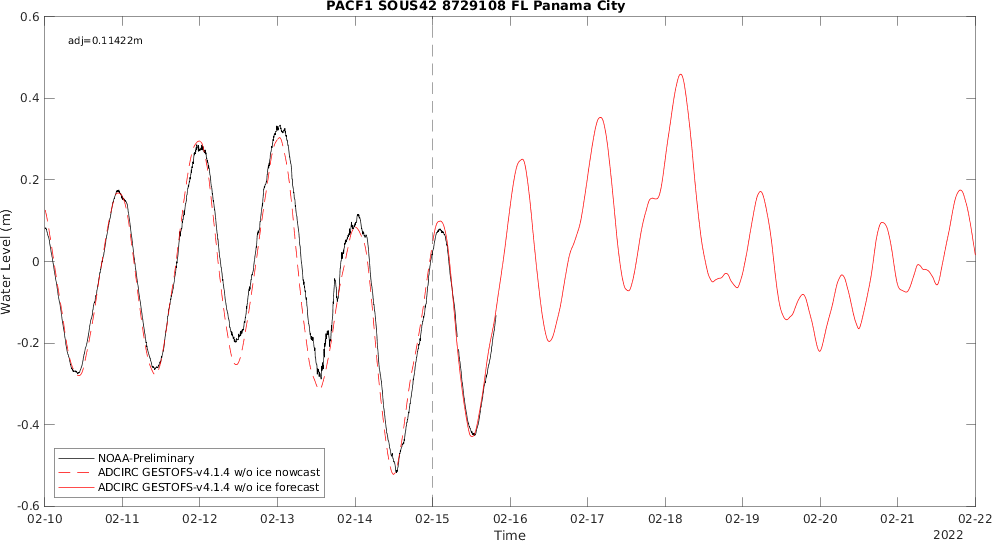 PACF1 SOUS42 8729108 FL Panama City
adj=0.11422m
0.6
0.4
0.2
0
-0.2
-0.4
-0.6
Water Level (m)
NOAA-Preliminary
ADCIRC GESTOFS-v4.1.4 w/o ice nowcast
ADCIRC GESTOFS-v4.1.4 w/o ice forecast
02-10 02-11 02-12 02-13 02-14 02-15 02-16 02-17 02-18 02-19 02-20 02-21 02-22
Time
2022